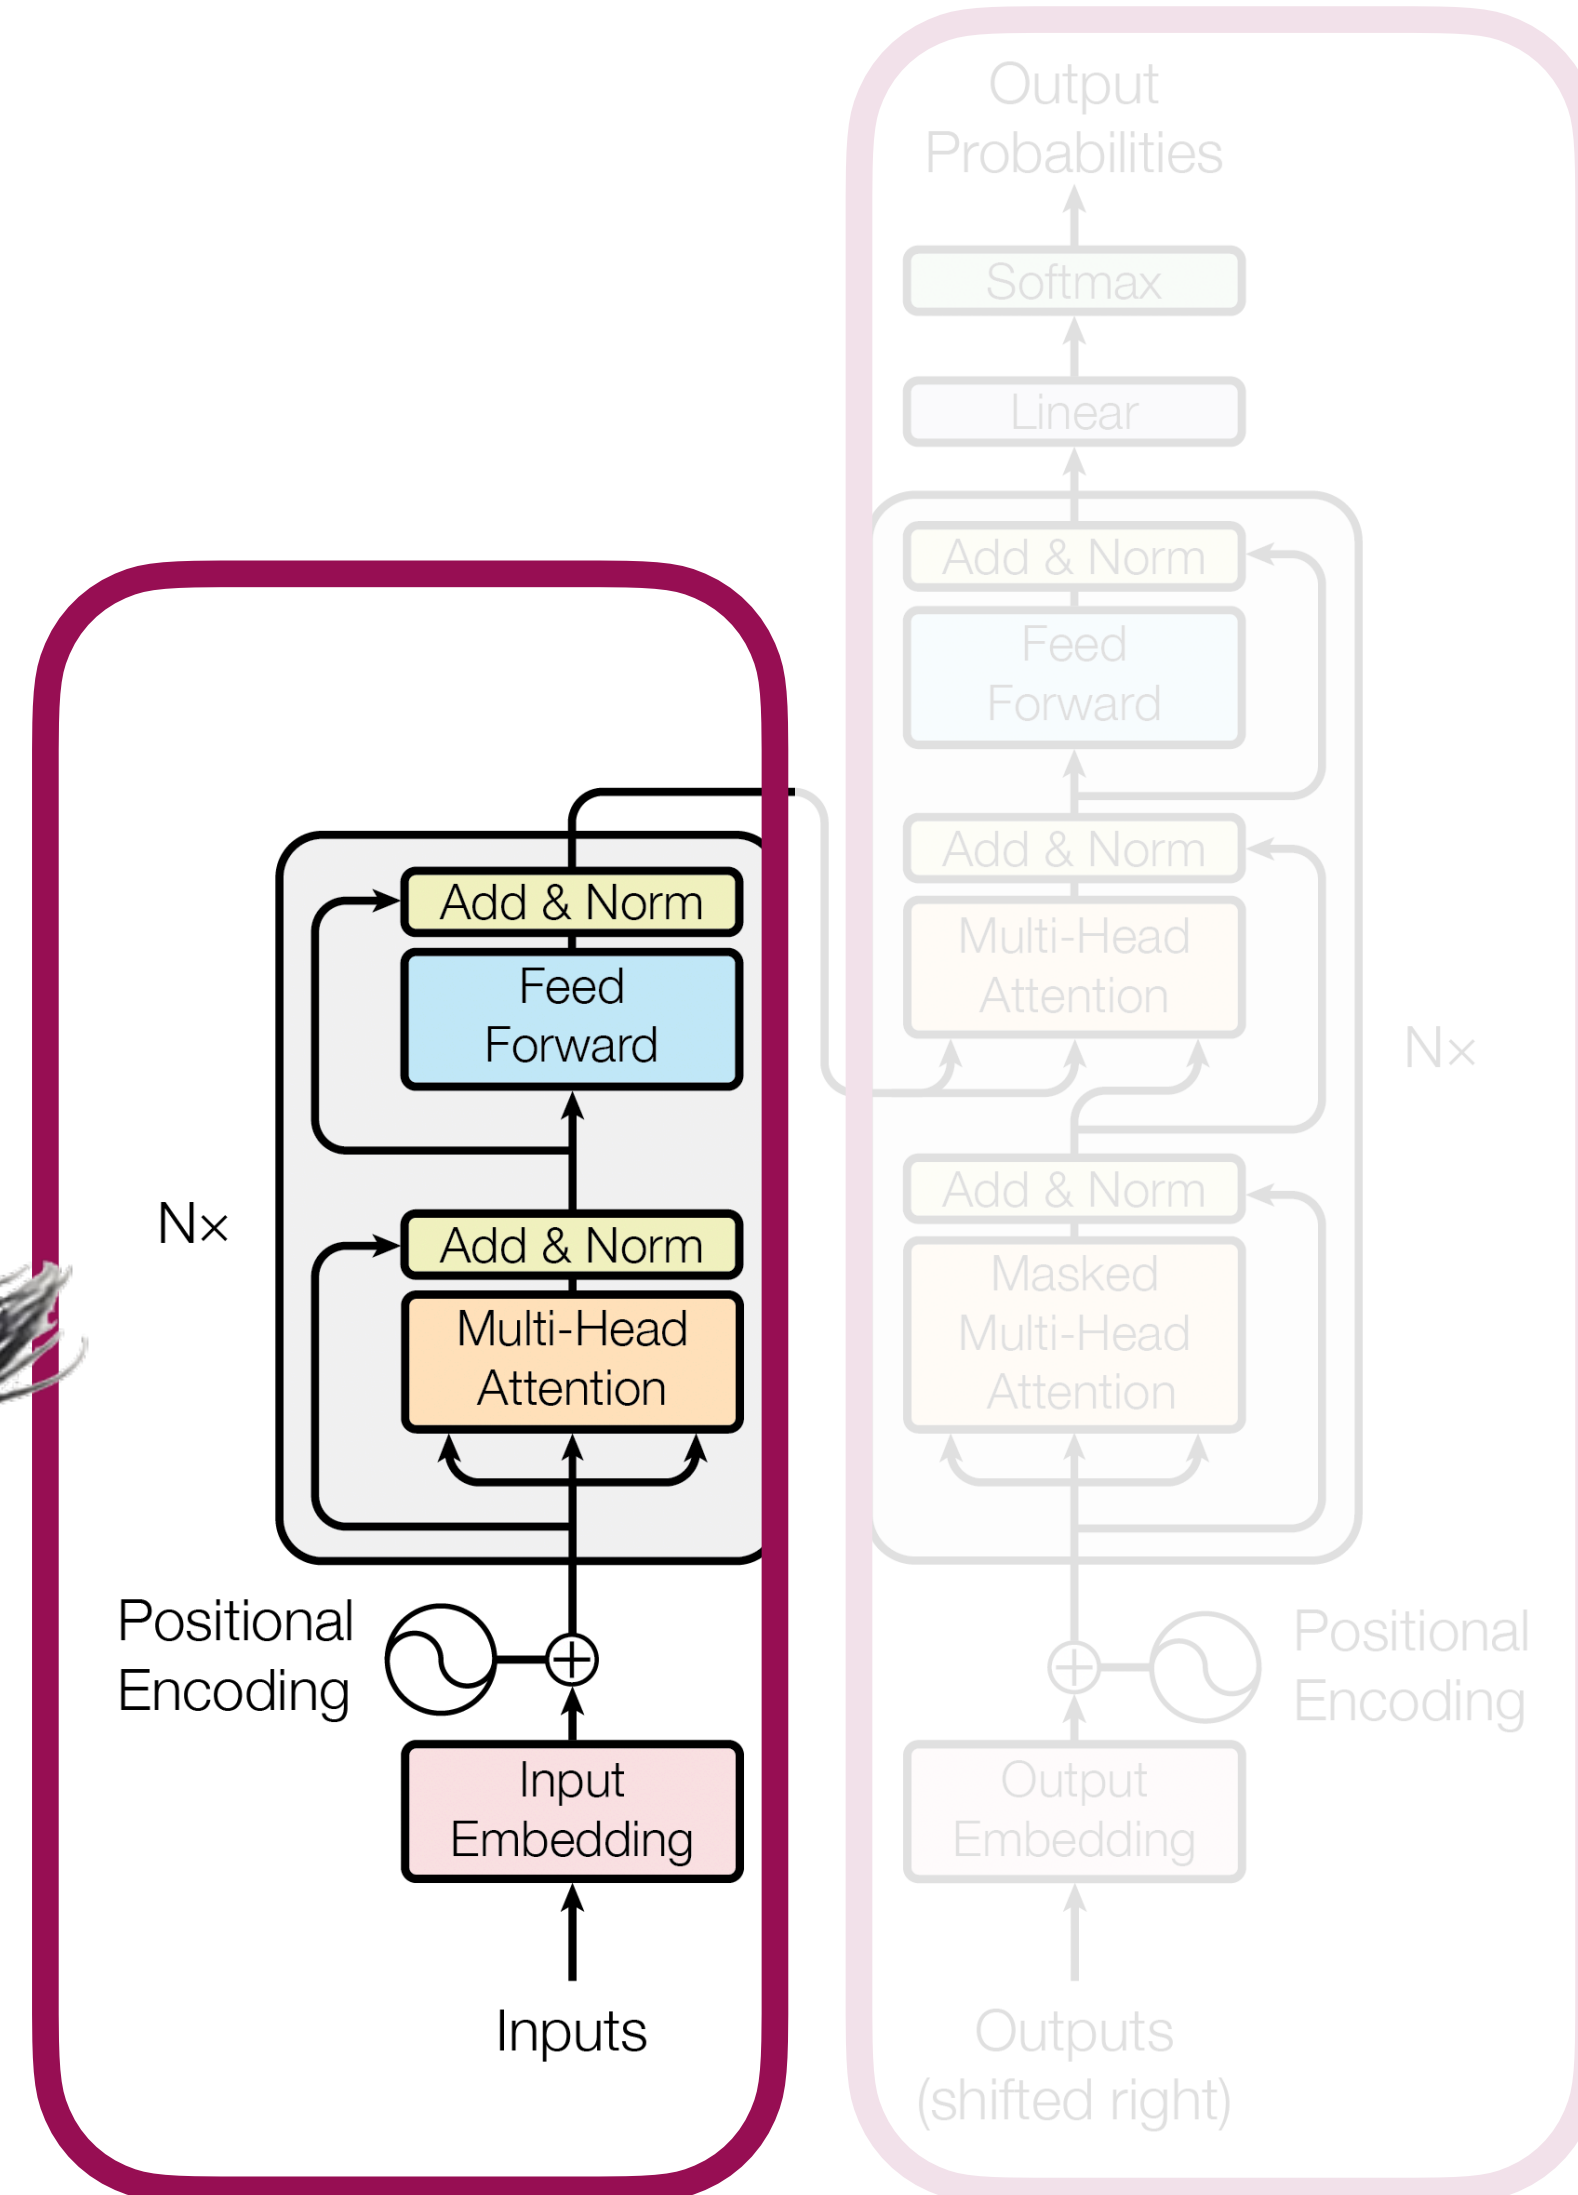 Output
Probabilities
Softmax
Linear
Add & Norm
Feed
Forward
Add & Norm
Multi-Head
Attention
Nx
Add & Norm
Masked
Multi-Head
Attention
Positional
Encoding
Output
Embedding
Outputs
(shifted right)
Add & Norm
Feed
Forward
N×
Add & Norm
Multi-Head
Attention
Positional
Encoding
Input
Embedding
Inputs